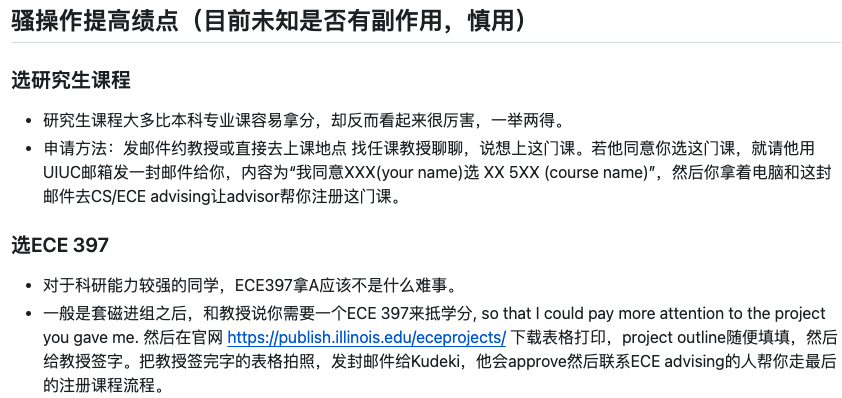 骚操作提高绩点（目前未知是否有副作用，慎用）
选研究生课程
研究生课程大多比本科专业课容易拿分，却反而看起来很厉害，一举两得。
申请方法：发邮件约教授或直接去上课地点 找任课教授聊聊，说想上这门课。若他同意你选这门课，就请他用
UIUC邮箱发一封邮件给你，内容为“我同意XXX(your name)选 XX 5XX (course name)”，然后你拿着电脑和这封
邮件去CS/ECE advising让advisor帮你注册这门课。
选ECE 397
对于科研能力较强的同学，ECE397拿A应该不是什么难事。
一般是套磁进组之后，和教授说你需要一个ECE 397来抵学分, so that I could pay more attention to the project
you gave me. 然后在官网 https://publish.illinois.edu/eceprojects/ 下载表格打印，project outline随便填填，然后
给教授签字。把教授签完字的表格拍照，发封邮件给Kudeki，他会approve然后联系ECE advising的人帮你走最后
的注册课程流程。